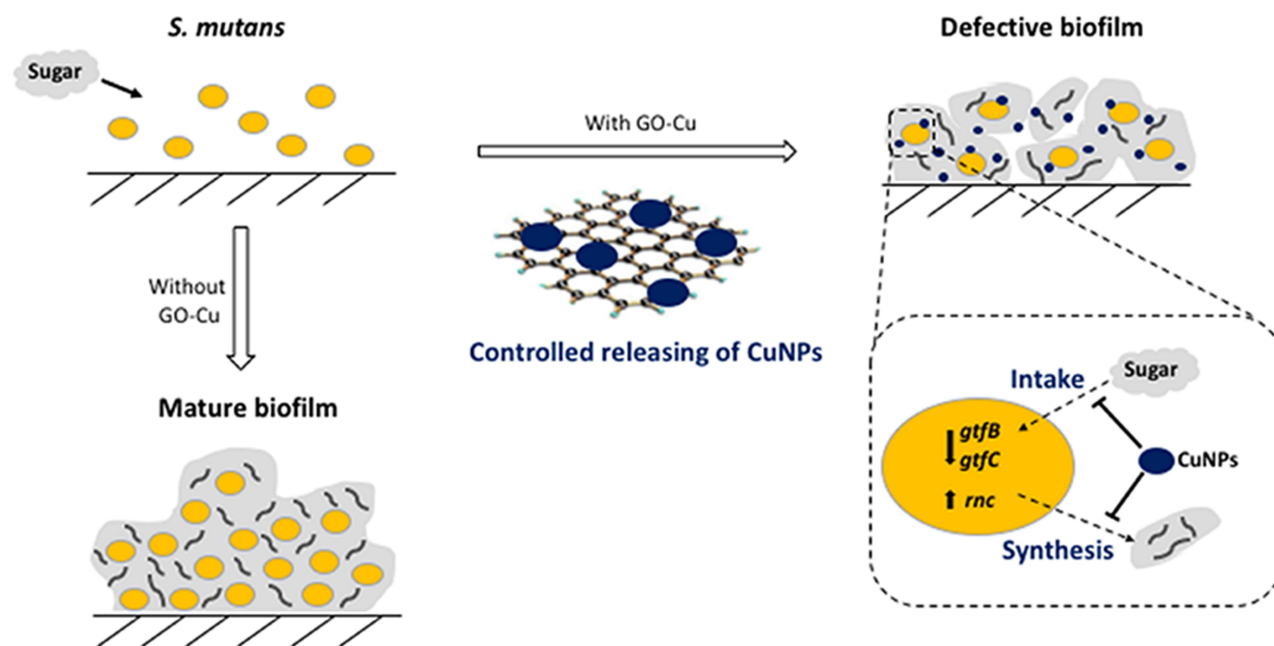 S. mutans
Sugar
With GO-Cu
Defective biofilm
Without
GO-Cu
Controlled releasing of CuNPs
Mature biofilm
Intake
Sugar
gtfB
gtfC
rnc
CuNPs
Synthesis